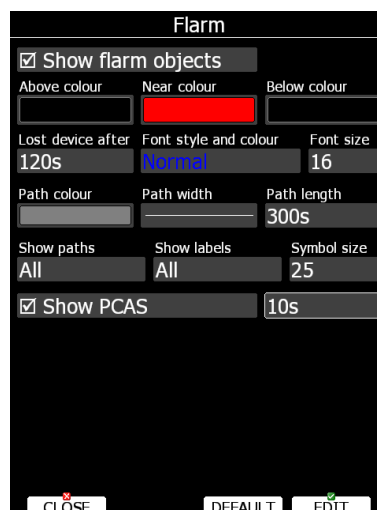 Flarm
Show flarm objects
Above colour Near colour Below colour
Lost device after Font style and colour Font size
120s Normal 16
Path colour Path width Path length
300s
Show paths Show labels Symbol size
All All 25
Show PCAS 10s
CLOSE DEFAULT EDIT